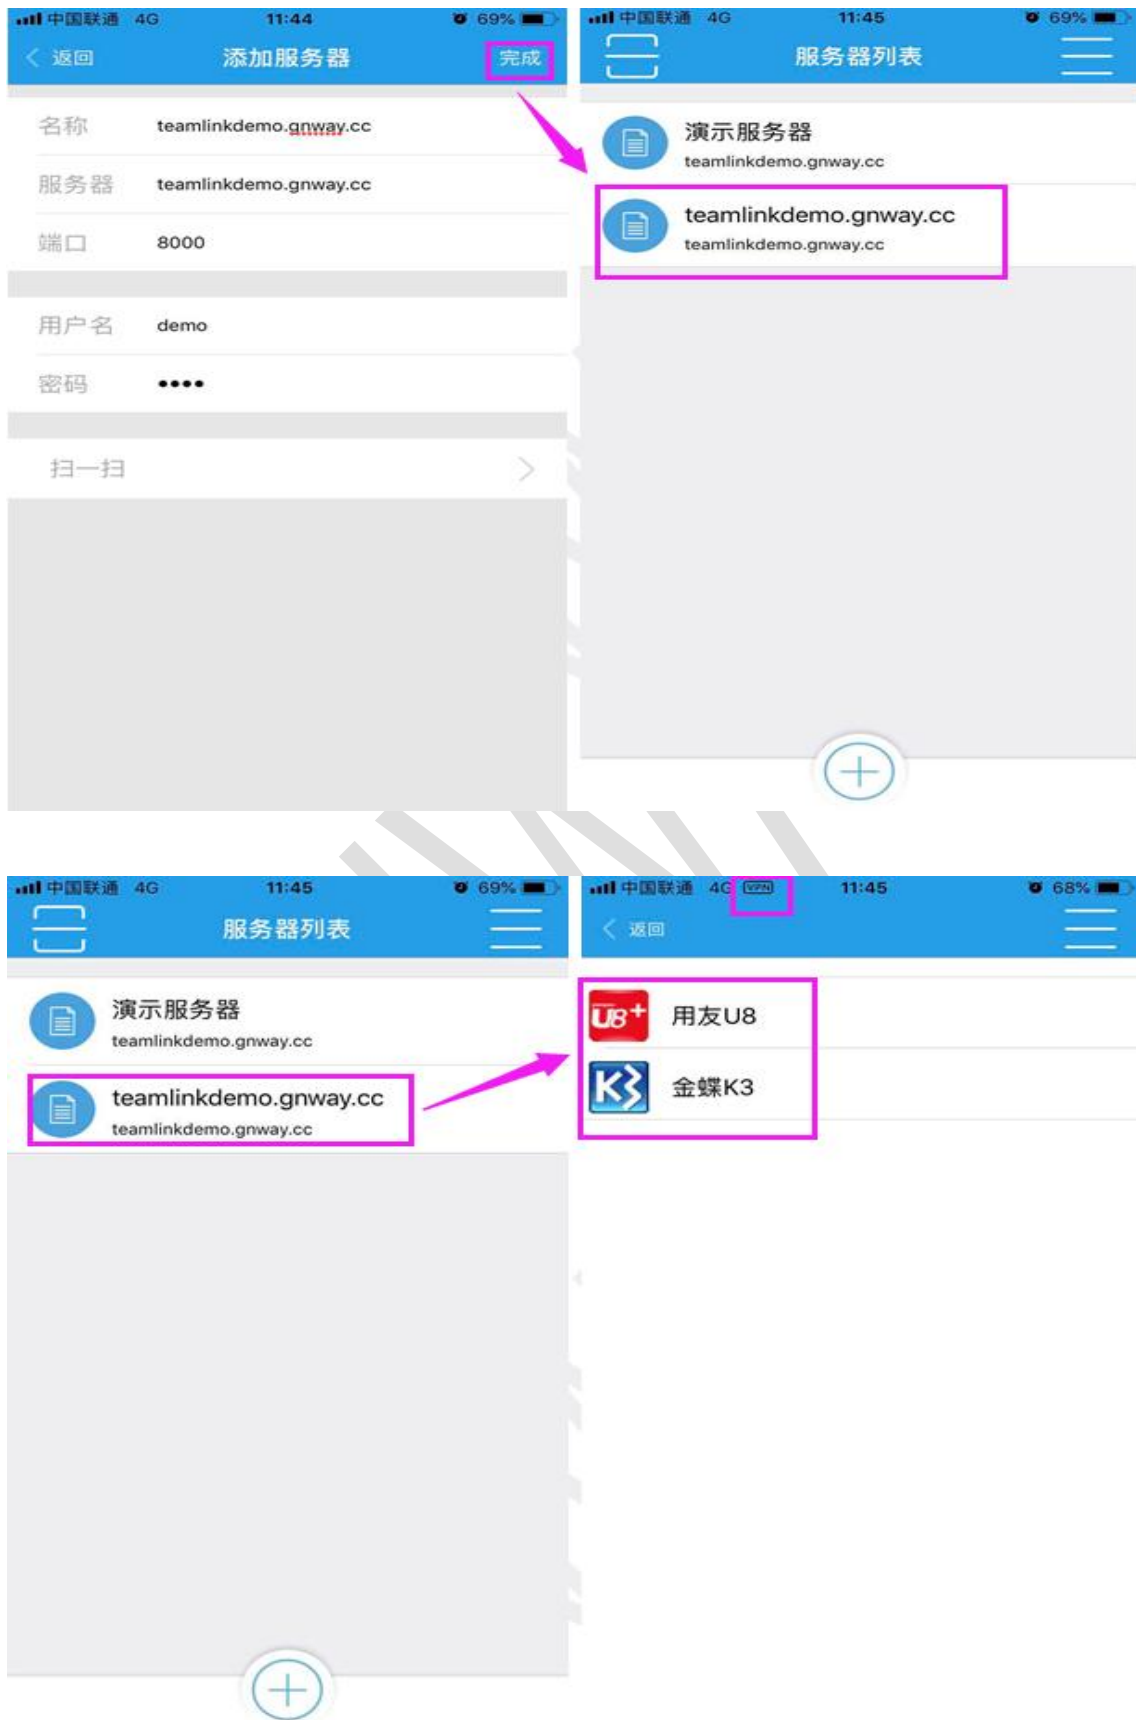 中国联通 4G 11:44 69%
返回 添加服务器 完成
名称 teamlinkdemo.gnway.cc
服务器 teamlinkdemo.gnway.cc
端口 8000
用户名 demo
密码 ••••
扫一扫
中国联通 4G 11:45 69%
服务器列表
演示服务器
teamlinkdemo.gnway.cc
teamlinkdemo.gnway.cc
teamlinkdemo.gnway.cc
中国联通 4G 11:45 69%
服务器列表
演示服务器
teamlinkdemo.gnway.cc
teamlinkdemo.gnway.cc
teamlinkdemo.gnway.cc
中国联通 4G VPN 11:45 68%
返回
U8+ 用友U8
K3 金蝶K3